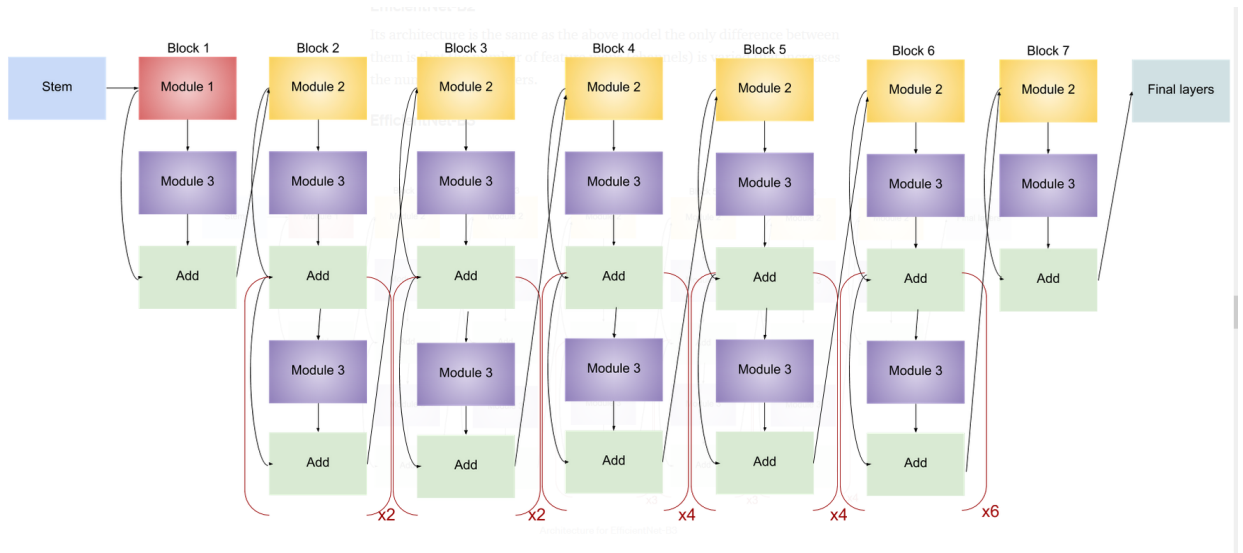 EfficientNet-B2
Its architecture is the same as the above model the only difference between
the
Block 1
Block 2
Block 3
Block 4
Block 5
Block 6
Block 7
Stem
Module 1
Module 2
Module 2
Module 2
Module 2
Module 2
Module 2
Final layers
Module 3
Module 3
Module 3
Module 3
Module 3
Module 3
Module 3
Add
Add
Add
Add
Add
Add
Add
Module 3
Module 3
Module 3
Module 3
Module 3
Add
Add
Add
Add
Add
x2
x2
x4
x4
x6